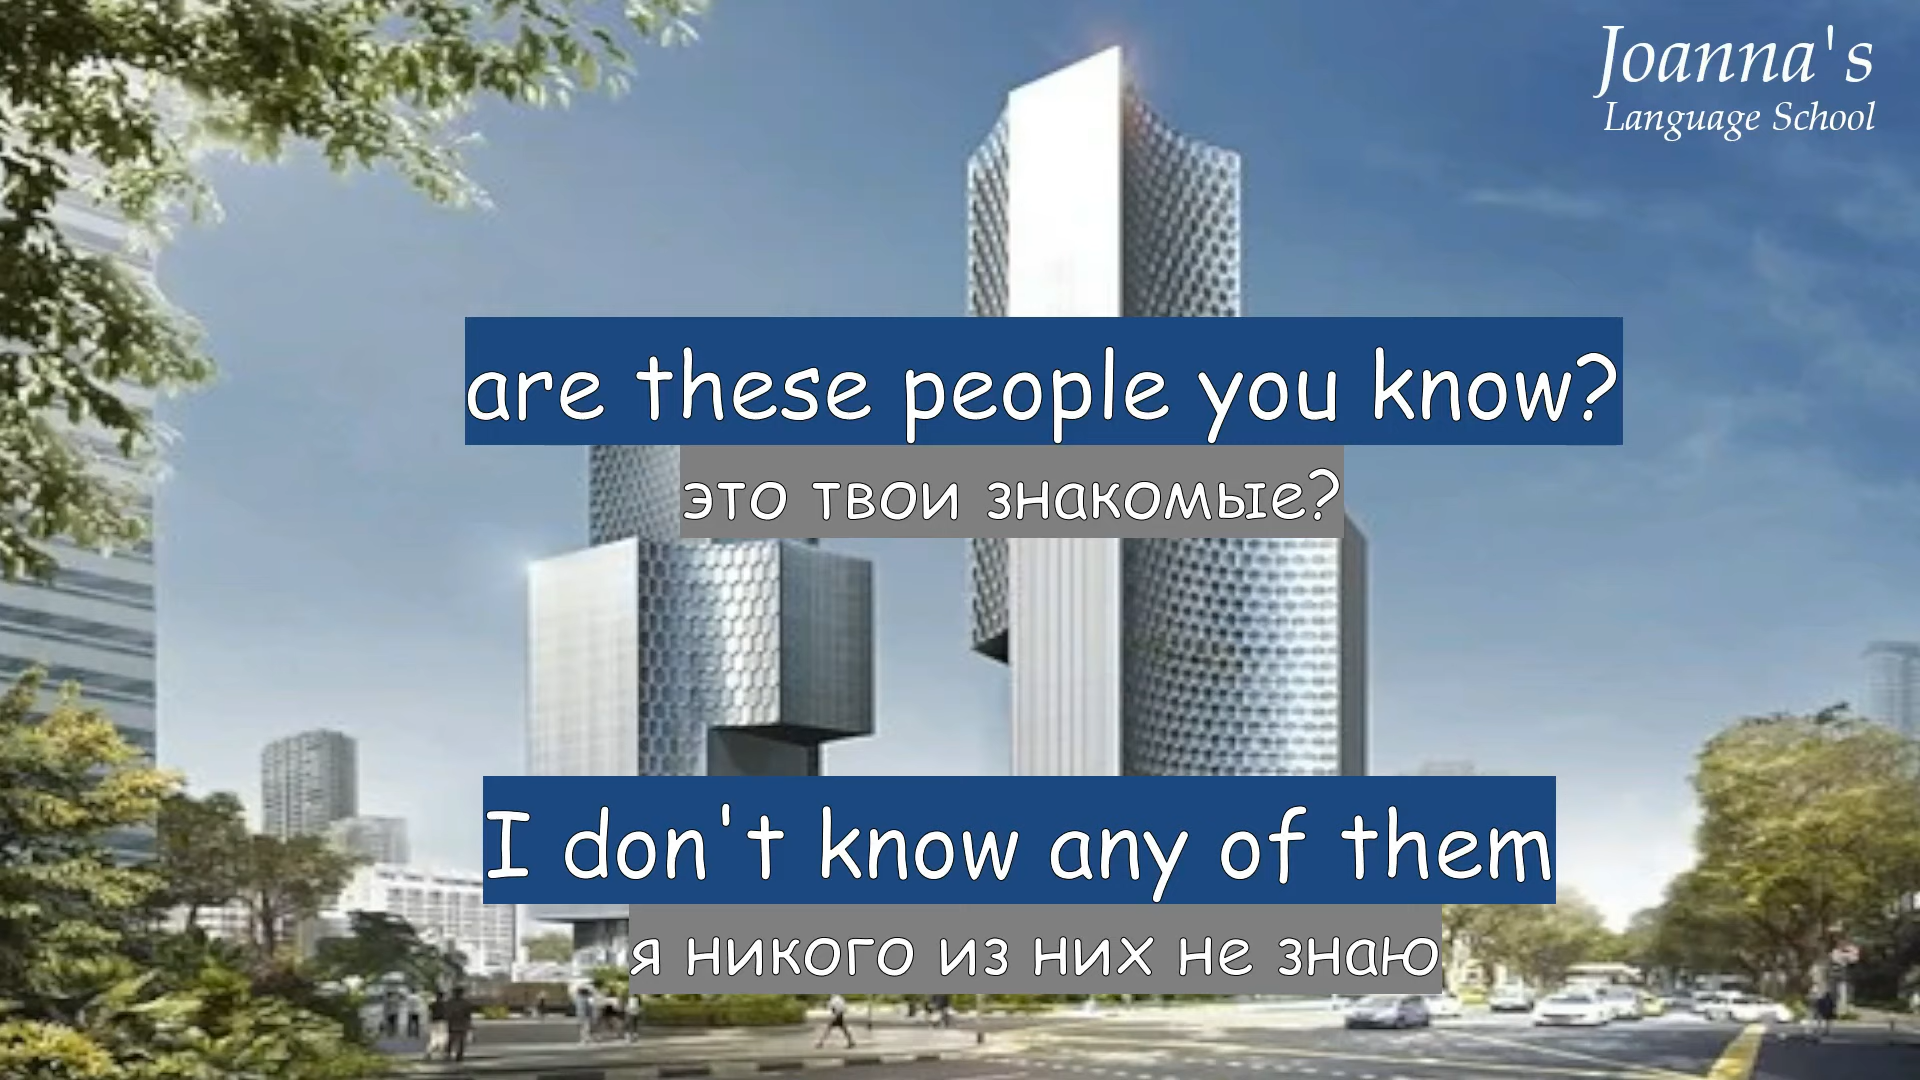 Joanna's
Language School
are these people you know?
это твои знакомые?
I don't know any of them
я никого из них не знаю